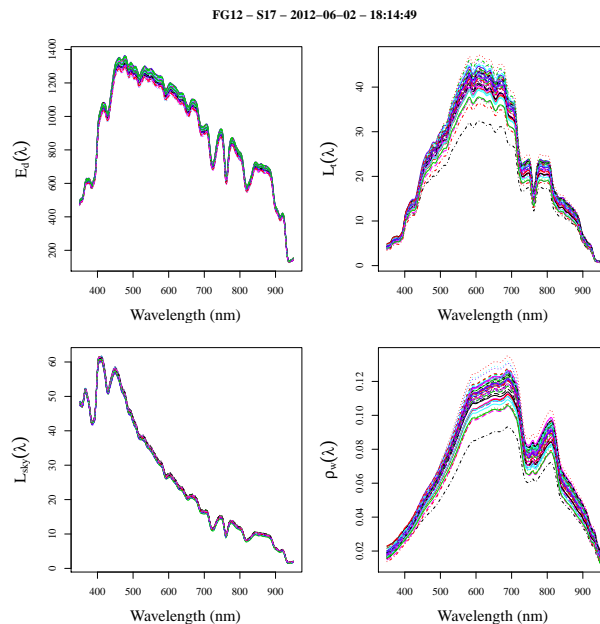 FG12 – S17 – 2012–06–02 – 18:14:49
Ed(λ)
200 400 600 800 1000 1200 1400
400 500 600 700 800 900
Wavelength (nm)
Lt(λ)
0 10 20 30 40
400 500 600 700 800 900
Wavelength (nm)
Lsky(λ)
0 10 20 30 40 50 60
400 500 600 700 800 900
Wavelength (nm)
ρw(λ)
0.02 0.04 0.06 0.08 0.12
400 500 600 700 800 900
Wavelength (nm)